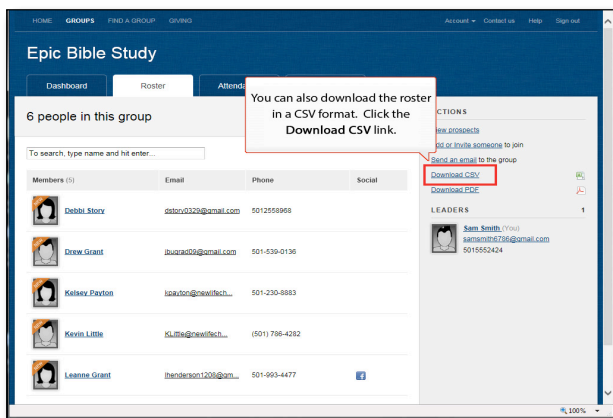 HOME GROUPS FIND A GROUP GIVING Account Contact us Help Sign out
Epic Bible Study
Dashboard Roster Attenda
You can also download the roster
in a CSV format. Click the
Download CSV link.
6 people in this group
To search, type name and hit enter...
Members (5) Email Phone Social
Debbi Story dstory0329@gmail.com 5012558968
Drew Grant jbugrad09@gmail.com 501-539-0136
Kelsey Payton kpayton@newlifech... 501-230-8883
Kevin Little KLittle@newlifech... (501) 786-4282
Leanne Grant lhenderson1208@gm... 501-993-4477
CTIONS
ew prospects
dd or Invite someone to join
Send an email to the group
Download CSV
Download PDF
LEADERS 1
Sam Smith (You)
samsmith6786@gmail.com
5015552424
100%